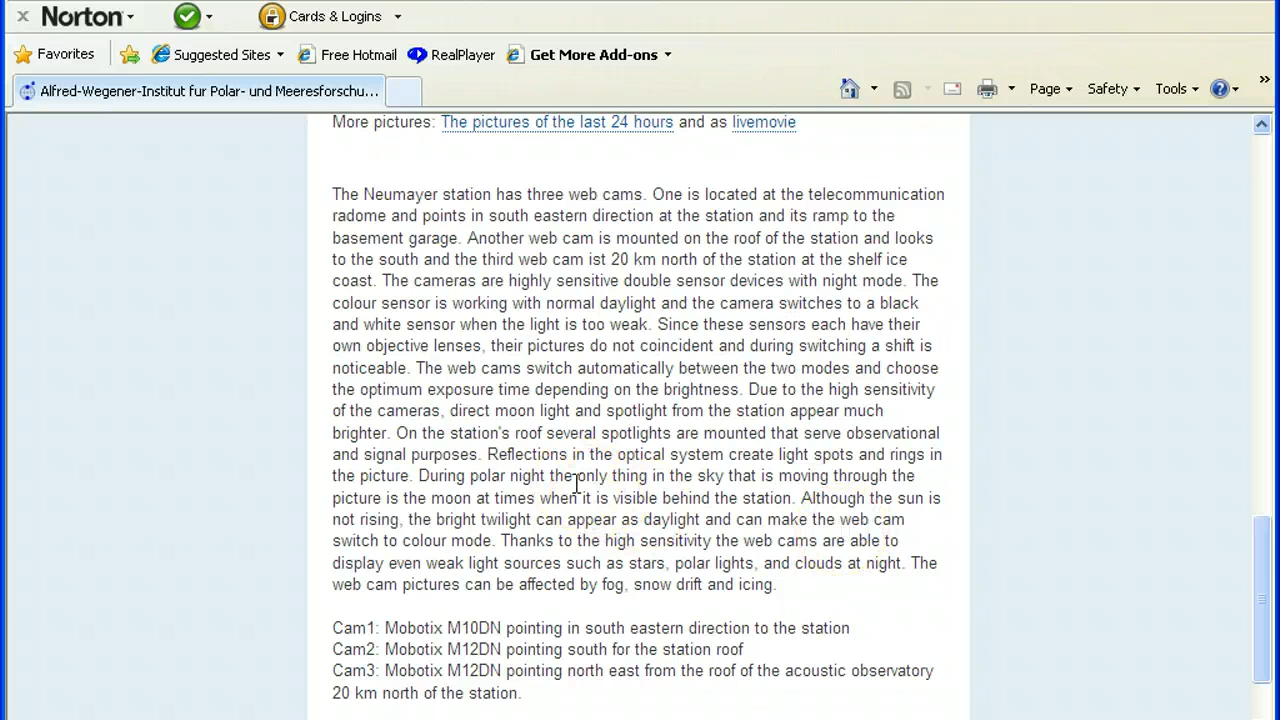 Norton Cards & Logins
Favorites Suggested Sites Free Hotmail RealPlayer Get More Add-ons
Alfred-Wegener-Institut fur Polar- und Meeresforschu... Page Safety Tools
More pictures: The pictures of the last 24 hours and as livemovie
The Neumayer station has three web cams. One is located at the telecommunication
radome and points in south eastern direction at the station and its ramp to the
basement garage. Another web cam is mounted on the roof of the station and looks
to the south and the third web cam ist 20 km north of the station at the shelf ice
coast. The cameras are highly sensitive double sensor devices with night mode. The
colour sensor is working with normal daylight and the camera switches to a black
and white sensor when the light is too weak. Since these sensors each have their
own objective lenses, their pictures do not coincident and during switching a shift is
noticeable. The web cams switch automatically between the two modes and choose
the optimum exposure time depending on the brightness. Due to the high sensitivity
of the cameras, direct moon light and spotlight from the station appear much
brighter. On the station's roof several spotlights are mounted that serve observational
and signal purposes. Reflections in the optical system create light spots and rings in
the picture. During polar night the only thing in the sky that is moving through the
picture is the moon at times when it is visible behind the station. Although the sun is
not rising, the bright twilight can appear as daylight and can make the web cam
switch to colour mode. Thanks to the high sensitivity the web cams are able to
display even weak light sources such as stars, polar lights, and clouds at night. The
web cam pictures can be affected by fog, snow drift and icing.
Cam1: Mobotix M10DN pointing in south eastern direction to the station
Cam2: Mobotix M12DN pointing south for the station roof
Cam3: Mobotix M12DN pointing north east from the roof of the acoustic observatory
20 km north of the station.